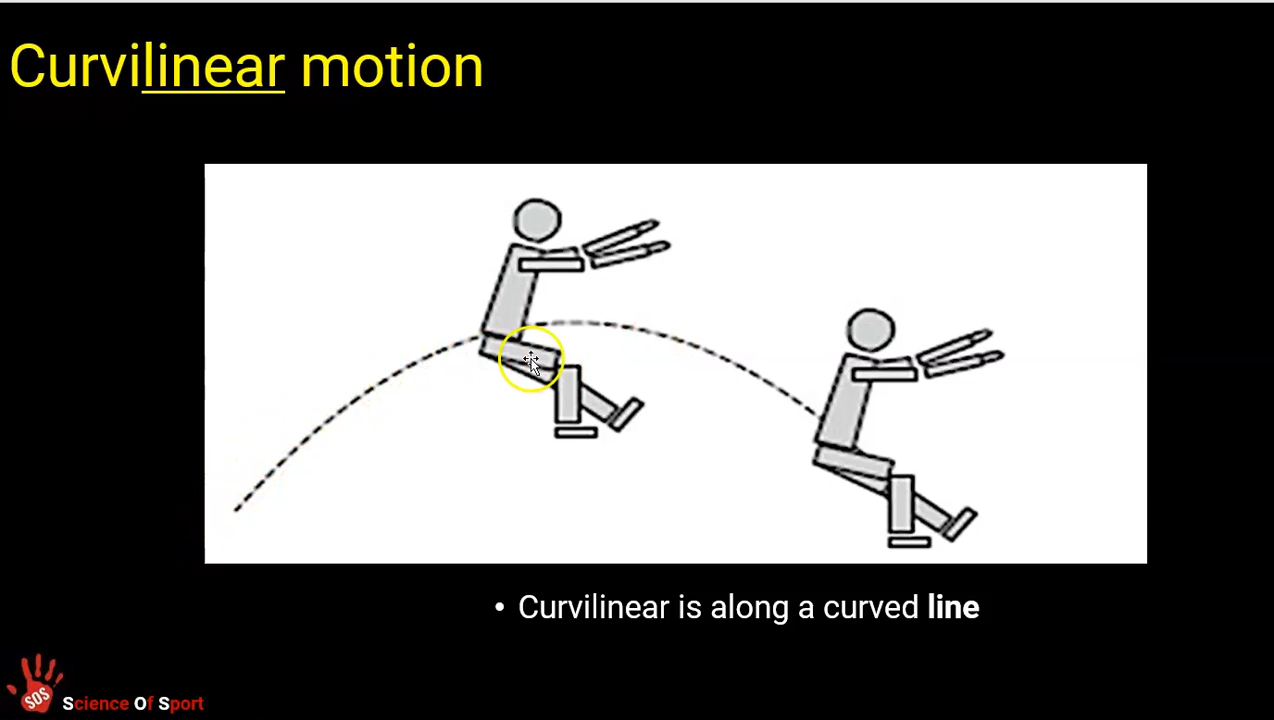 Curvilinear motion
• Curvilinear is along a curved line
SOS
Science Of Sport